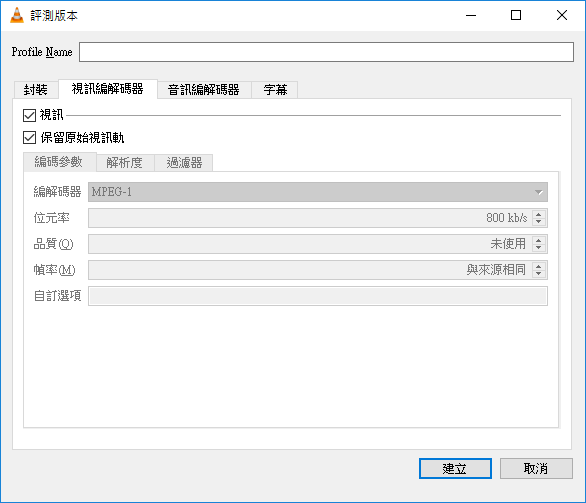 評測版本
Profile Name
封裝 視訊編解碼器 音訊編解碼器 字幕
視訊
保留原始視訊軌
編碼參數 解析度 過濾器
編解碼器 MPEG-1
位元率 800 kb/s
品質(Q) 未使用
幀率(M) 與來源相同
自訂選項
建立 取消